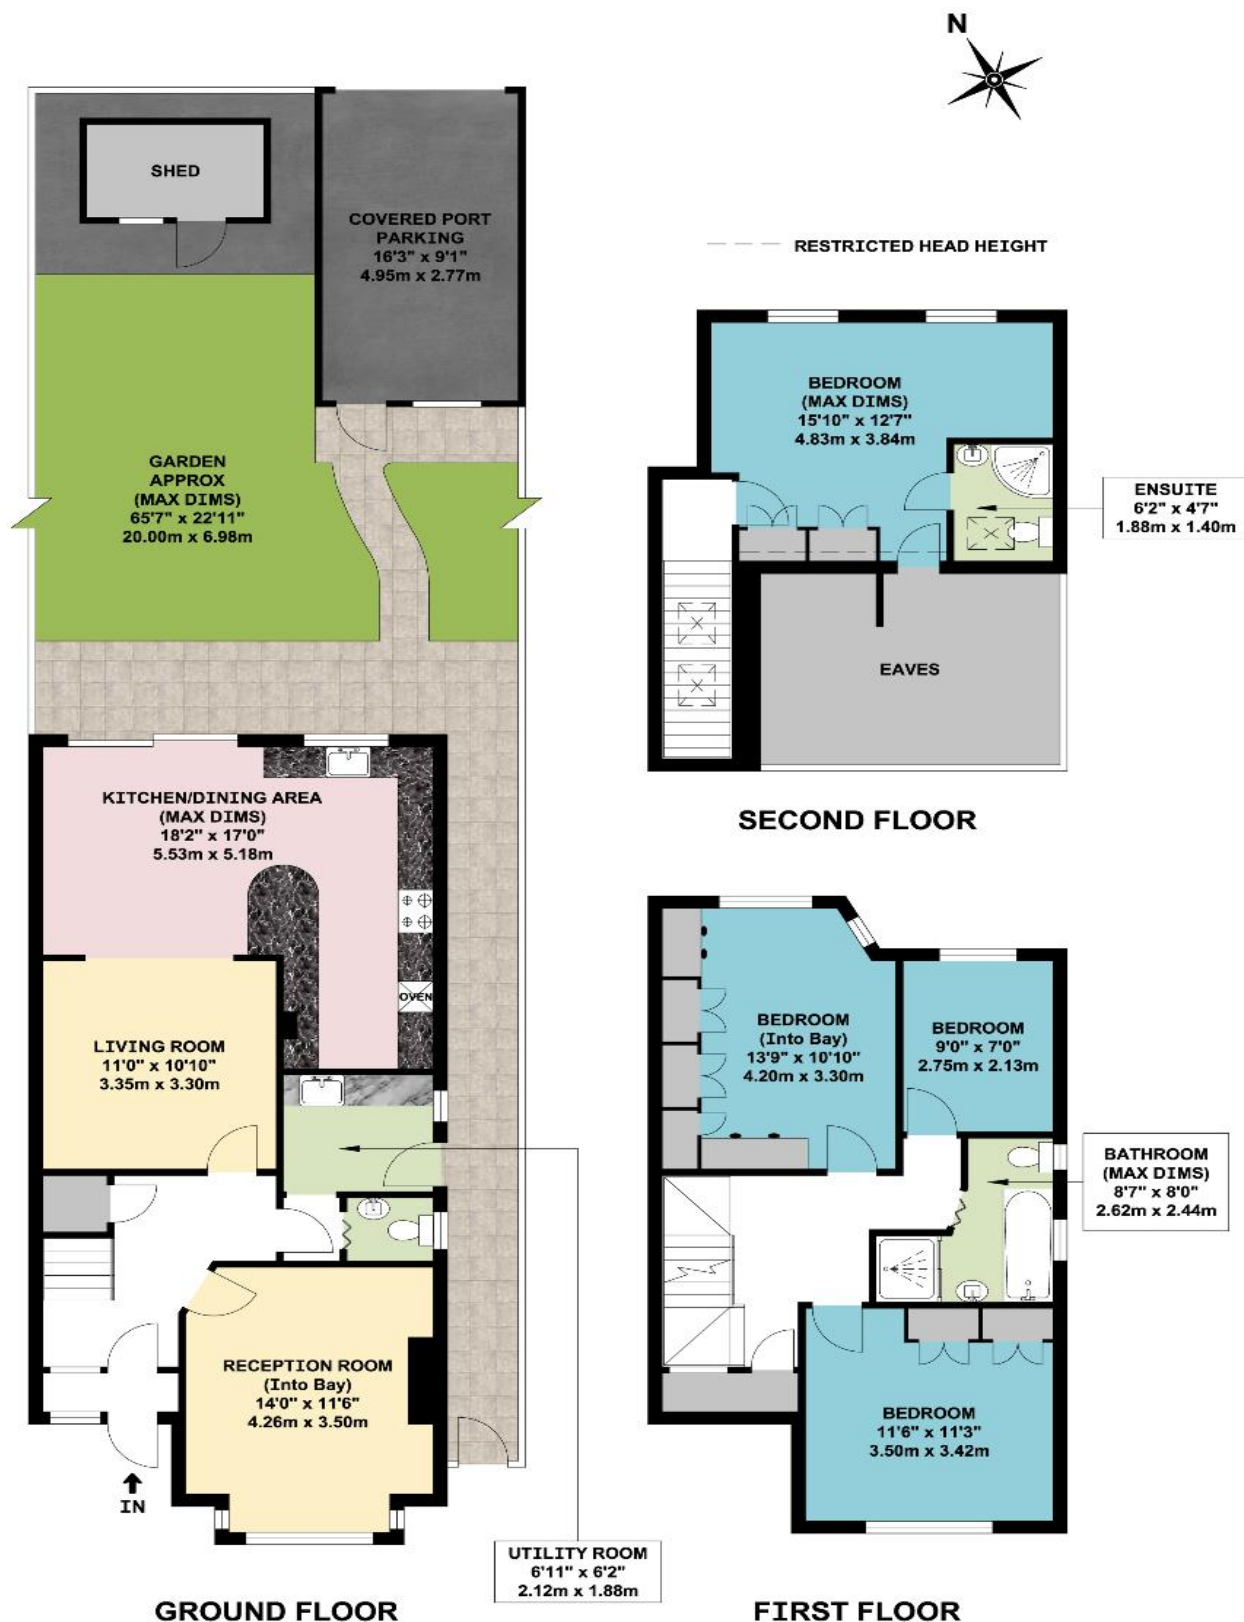 N
SHED
COVERED PORT
PARKING
16'3" x 9'1"
4.95m x 2.77m
RESTRICTED HEAD HEIGHT
BEDROOM
(MAX DIMS)
15'10" x 12'7"
4.83m x 3.84m
GARDEN
APPROX
(MAX DIMS)
65'7" x 22'11"
20.00m x 6.98m
ENSUITE
6'2" x 4'7"
1.88m x 1.40m
EAVES
SECOND FLOOR
KITCHEN/DINING AREA
(MAX DIMS)
18'2" x 17'0"
5.53m x 5.18m
OVEN
LIVING ROOM
11'0" x 10'10"
3.35m x 3.30m
BEDROOM
(Into Bay)
13'9" x 10'10"
4.20m x 3.30m
BEDROOM
9'0" x 7'0"
2.75m x 2.13m
BATHROOM
(MAX DIMS)
8'7" x 8'0"
2.62m x 2.44m
RECEPTION ROOM
(Into Bay)
14'0" x 11'6"
4.26m x 3.50m
BEDROOM
11'6" x 11'3"
3.50m x 3.42m
IN
UTILITY ROOM
6'11" x 6'2"
2.12m x 1.88m
GROUND FLOOR
FIRST FLOOR